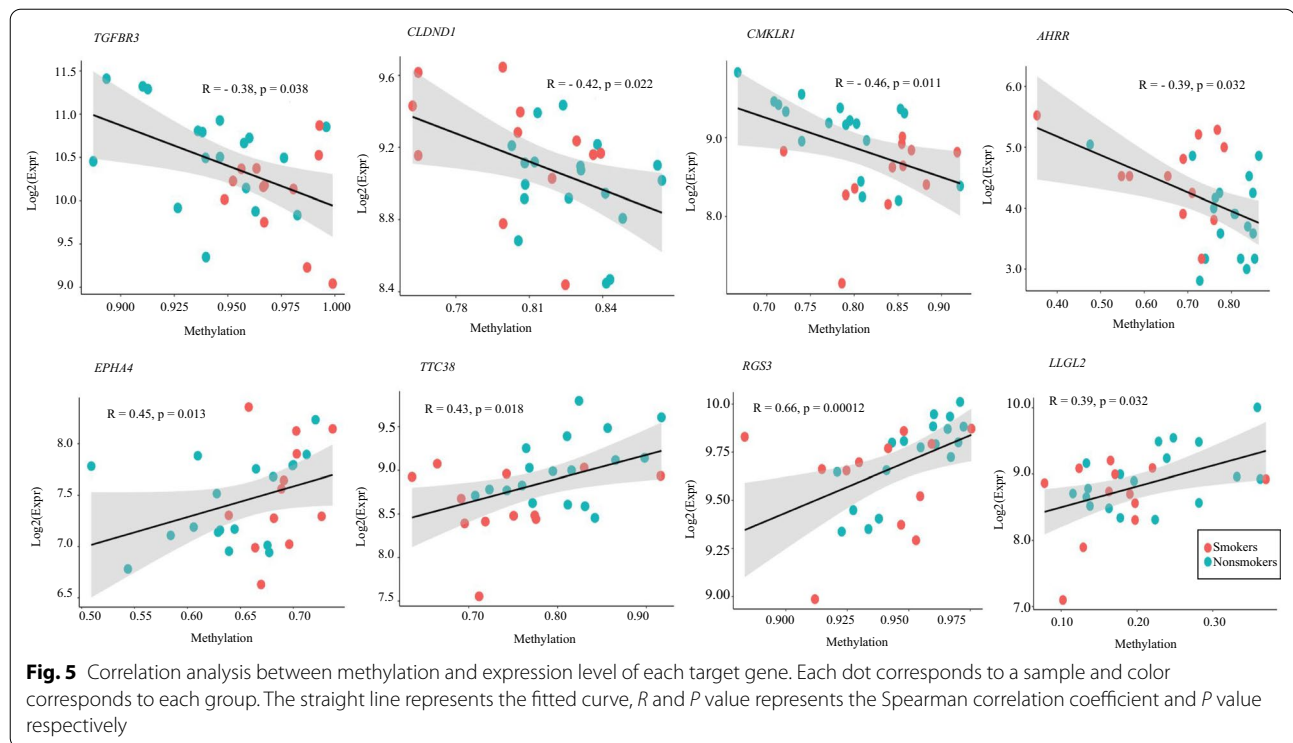 TGFBR3
R = - 0.38, p = 0.038
Log2(Expr)
11.5
11.0
10.5
10.0
9.5
9.0
0.900 0.925 0.950 0.975 1.000
Methylation
CLDND1
R = - 0.42, p = 0.022
Log2(Expr)
9.6
9.2
8.8
8.4
0.78 0.81 0.84
Methylation
CMKLR1
R = - 0.46, p = 0.011
Log2(Expr)
9.0
8.0
0.70 0.75 0.80 0.85 0.90
Methylation
AHRR
R = - 0.39, p = 0.032
Log2(Expr)
6.0
5.0
4.0
3.0
0.40 0.50 0.60 0.70 0.80
Methylation
EPHA4
R = 0.45, p = 0.013
Log2(Expr)
8.0
7.5
7.0
6.5
0.50 0.55 0.60 0.65 0.70
Methylation
TTC38
R = 0.43, p = 0.018
Log2(Expr)
9.5
9.0
8.5
8.0
7.5
0.70 0.80 0.90
Methylation
RGS3
R = 0.66, p = 0.00012
Log2(Expr)
10.0
9.75
9.50
9.25
9.00
0.900 0.925 0.950 0.975
Methylation
LLGL2
R = 0.39, p = 0.032
Log2(Expr)
10.0
9.0
8.0
7.0
0.10 0.20 0.30
Methylation
Smokers
Nonsmokers
Fig. 5 Correlation analysis between methylation and expression level of each target gene. Each dot corresponds to a sample and color
corresponds to each group. The straight line represents the fitted curve, R and P value represents the Spearman correlation coefficient and P value
respectively